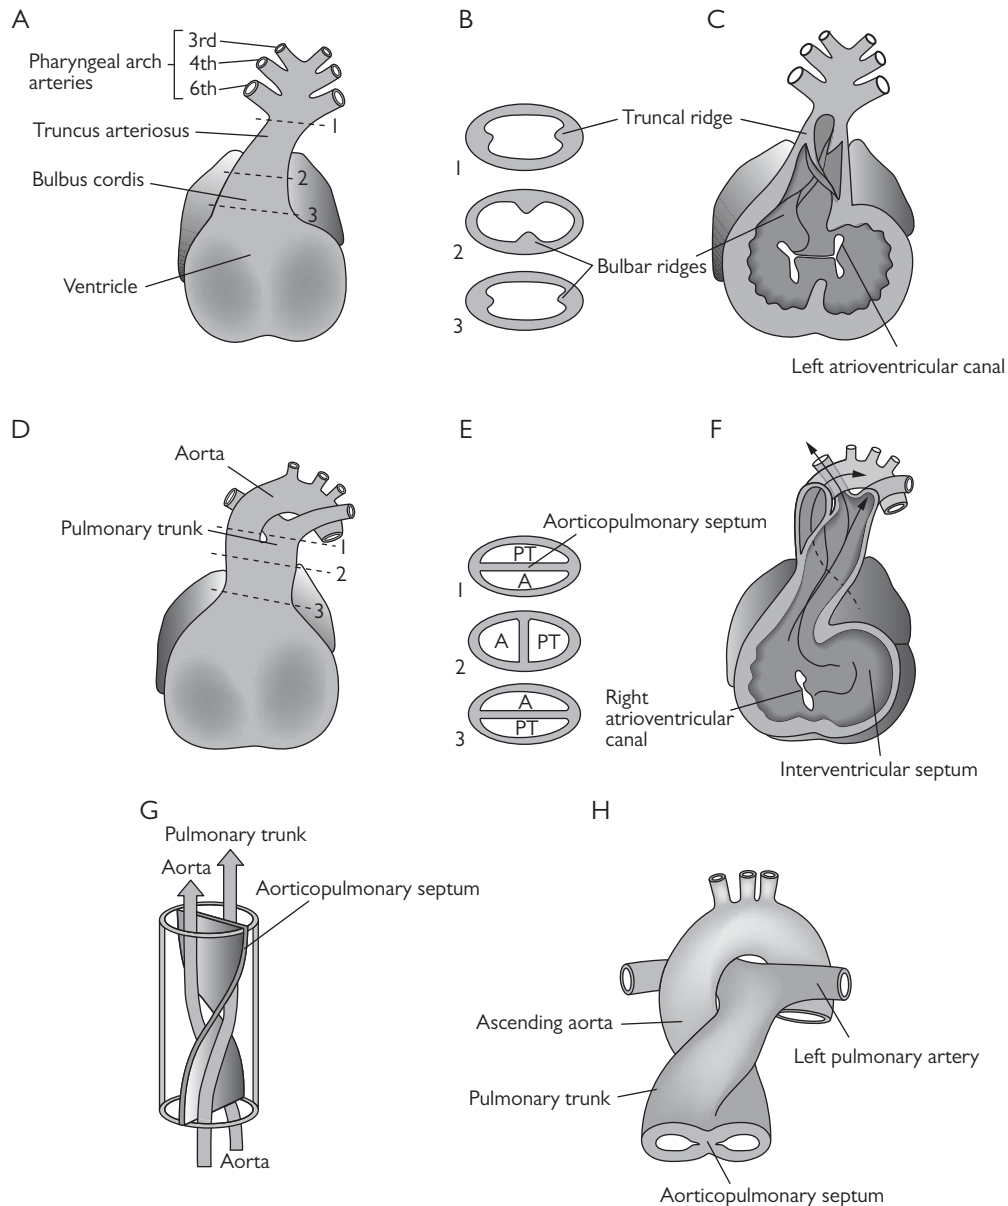 A
B
C
Pharyngeal arch
arteries
3rd
4th
6th
Truncus arteriosus
Bulbus cordis
Ventricle
1
2
3
1
2
3
Truncal ridge
Bulbar ridges
Left atrioventricular canal
D
E
F
Aorta
Pulmonary trunk
1
2
3
Aorticopulmonary septum
PT
A
1
A PT
2
A
PT
3
Right
atrioventricular
canal
Interventricular septum
G
H
Pulmonary trunk
Aorta
Aorticopulmonary septum
Aorta
Ascending aorta
Left pulmonary artery
Pulmonary trunk
Aorticopulmonary septum